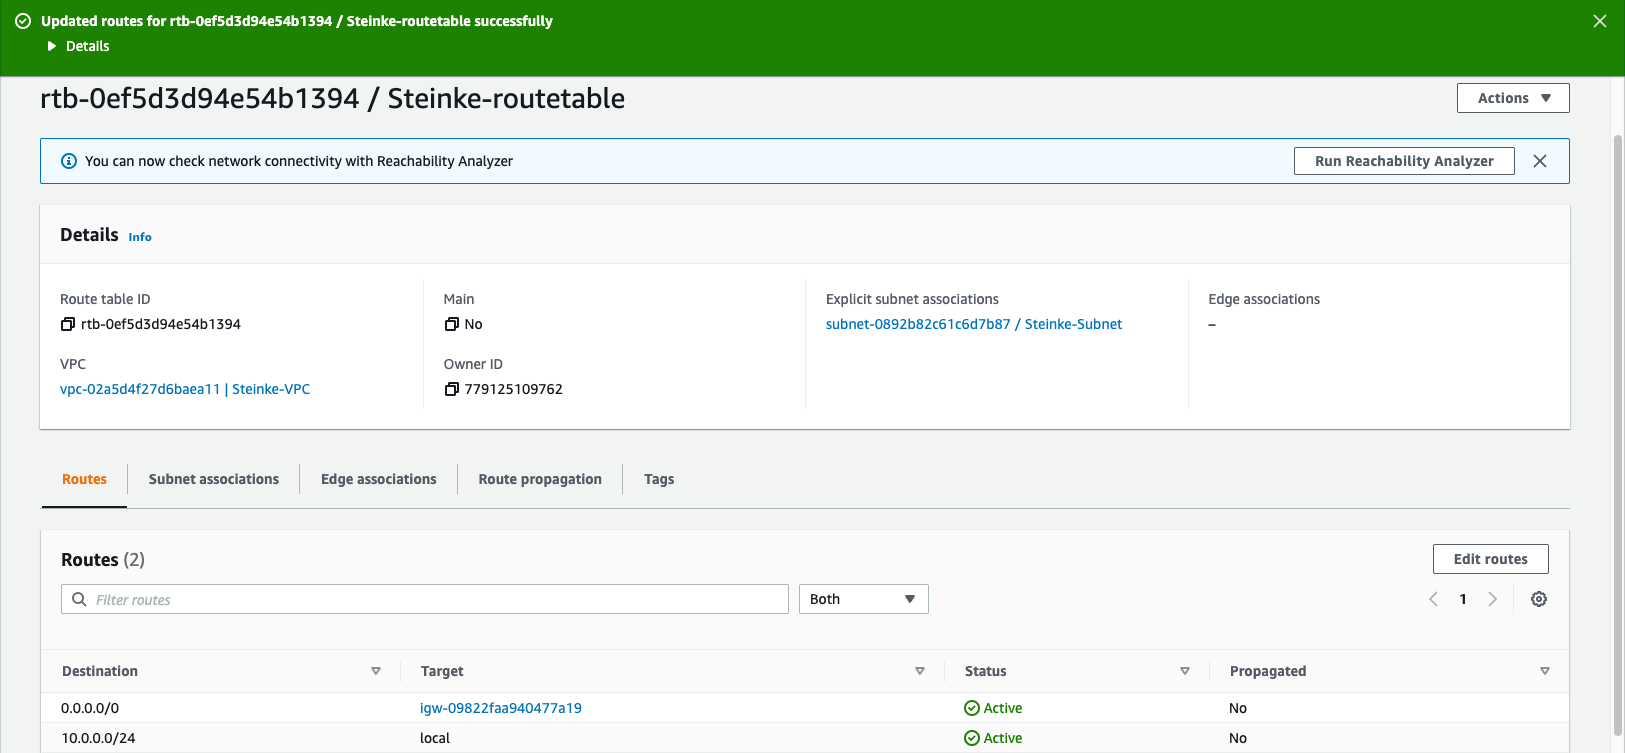 Updated routes for rtb-0ef5d3d94e54b1394 / Steinke-routetable successfully
Details
rtb-0ef5d3d94e54b1394 / Steinke-routetable
Actions
You can now check network connectivity with Reachability Analyzer
Run Reachability Analyzer
Details Info
Route table ID
rtb-0ef5d3d94e54b1394
Main
No
Explicit subnet associations
subnet-0892b82c61c6d7b87 / Steinke-Subnet
Edge associations
–
VPC
vpc-02a5d4f27d6baea11 | Steinke-VPC
Owner ID
779125109762
Routes
Subnet associations
Edge associations
Route propagation
Tags
Routes (2)
Edit routes
Filter routes
Both
1
Destination Target Status Propagated
0.0.0.0/0 igw-09822faa940477a19 Active No
10.0.0.0/24 local Active No